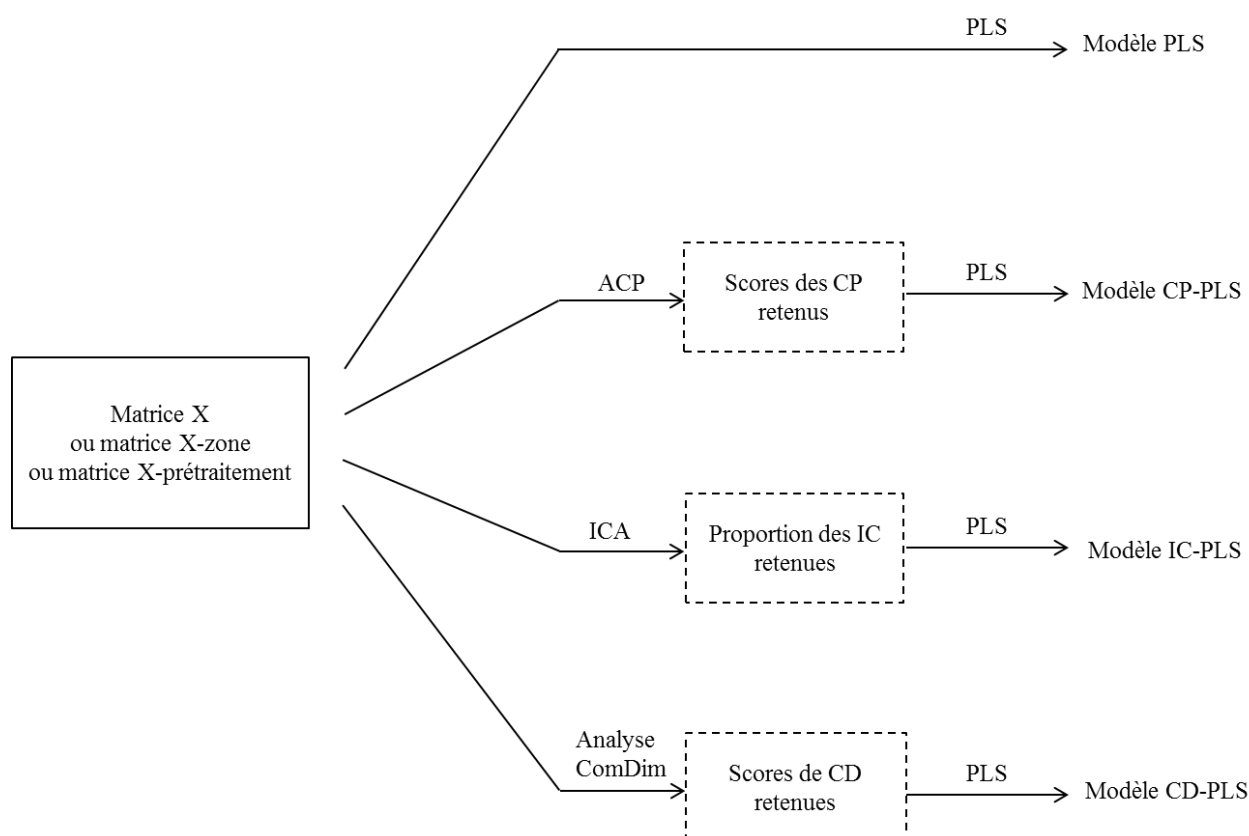 PLS
Modèle PLS
ACP
Scores des CP
retenus
PLS
Modèle CP-PLS
Matrice X
ou matrice X-zone
ou matrice X-prétraitement
ICA
Proportion des IC
retenues
PLS
Modèle IC-PLS
Analyse
ComDim
Scores de CD
retenues
PLS
Modèle CD-PLS